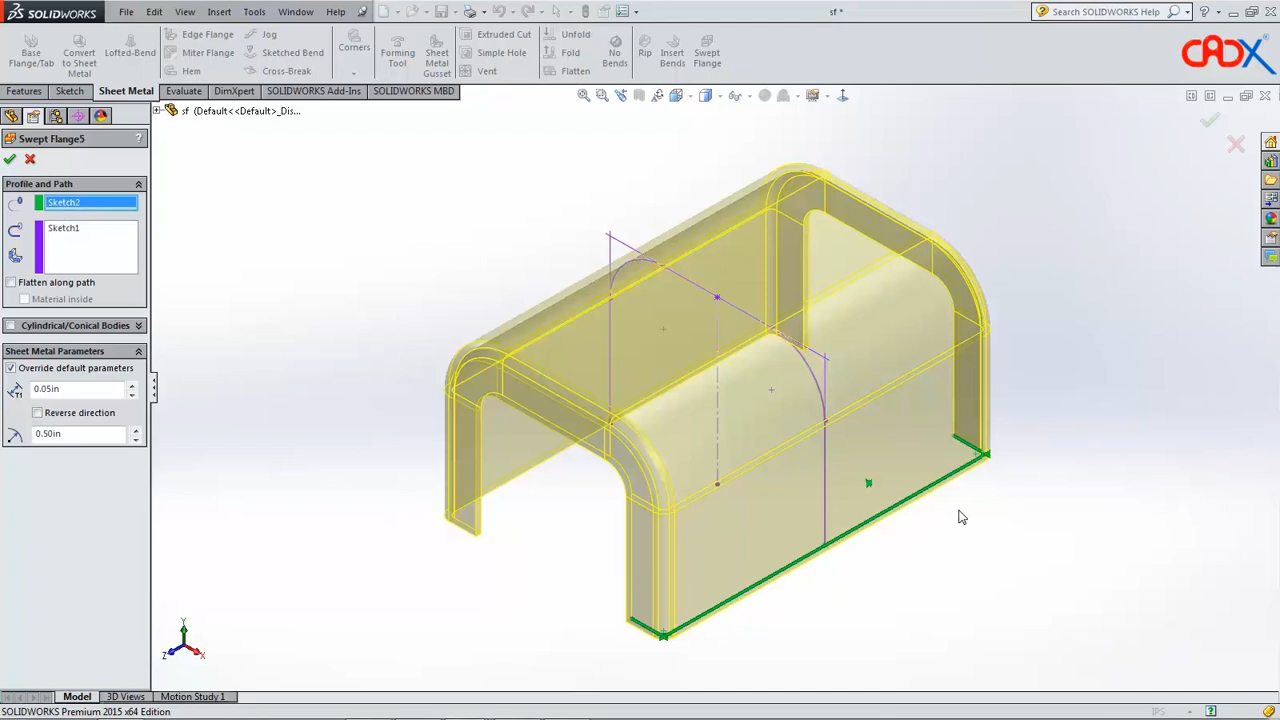 SOLIDWORKS File Edit View Insert Tools Window Help sf * Search SOLIDWORKS Help
Base Flange/Tab
Convert to Sheet Metal
Lofted-Bend
Edge Flange
Miter Flange
Hem
Jog
Sketched Bend
Cross-Break
Corners
Forming Tool
Sheet Metal Gusset
Extruded Cut
Simple Hole
Vent
Unfold
Fold
Flatten
No Bends
Rip
Insert Bends
Swept Flange
CADX
Features Sketch Sheet Metal Evaluate DimXpert SOLIDWORKS Add-Ins SOLIDWORKS MBD
sf (Default<<Default>_Dis...
Swept Flange5 ?
Profile and Path
Sketch2
Sketch1
Flatten along path
Material inside
Cylindrical/Conical Bodies
Sheet Metal Parameters
Override default parameters
0.05in
Reverse direction
0.50in
Y
Z X
Model 3D Views Motion Study 1
SOLIDWORKS Premium 2015 x64 Edition IPS